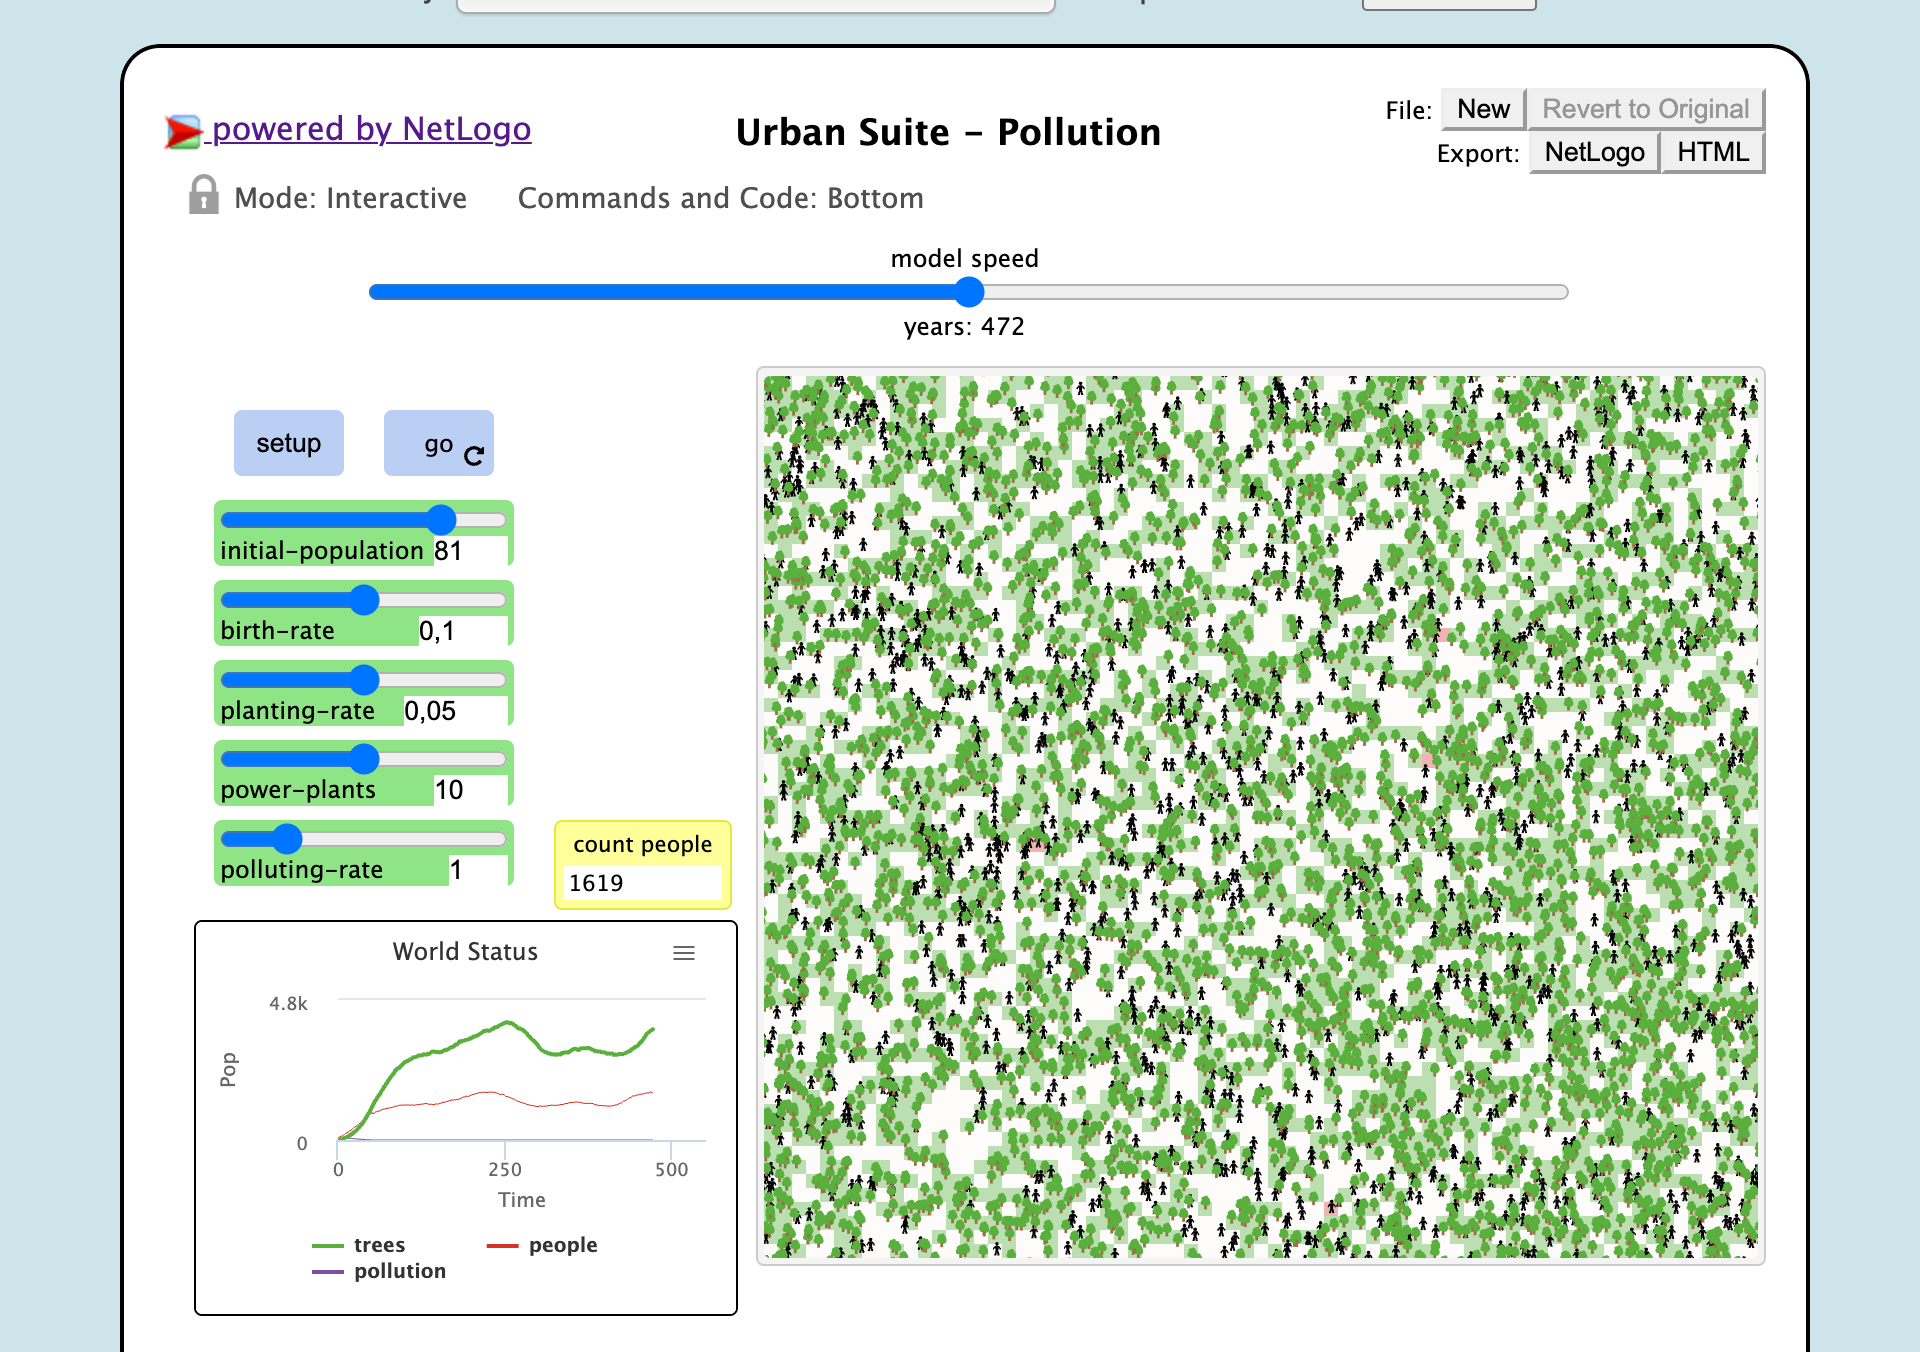 powered by NetLogo
Urban Suite - Pollution
File: New Revert to Original
Export: NetLogo HTML
Mode: Interactive Commands and Code: Bottom
model speed
years: 472
setup
go
initial-population 81
birth-rate 0,1
planting-rate 0,05
power-plants 10
polluting-rate 1
count people
1619
World Status
4.8k
Pop
0
0 250 500
Time
trees people
pollution